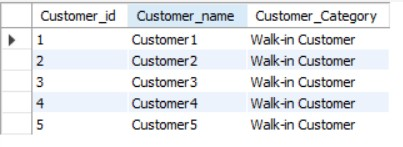 Customer_id Customer_name Customer_Category
1 Customer1 Walk-in Customer
2 Customer2 Walk-in Customer
3 Customer3 Walk-in Customer
4 Customer4 Walk-in Customer
5 Customer5 Walk-in Customer